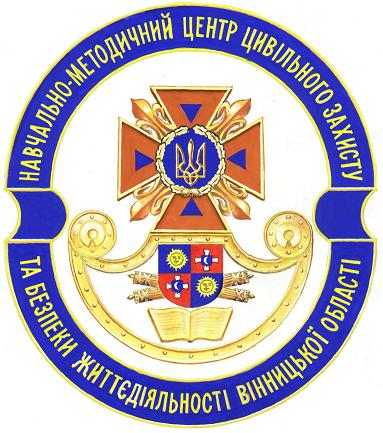 НАВЧАЛЬНО-МЕТОДИЧНИЙ ЦЕНТР ЦИВІЛЬНОГО ЗАХИСТУ
ТА БЕЗПЕКИ ЖИТТЄДІЯЛЬНОСТІ ВІННИЦЬКОЇ ОБЛАСТІ